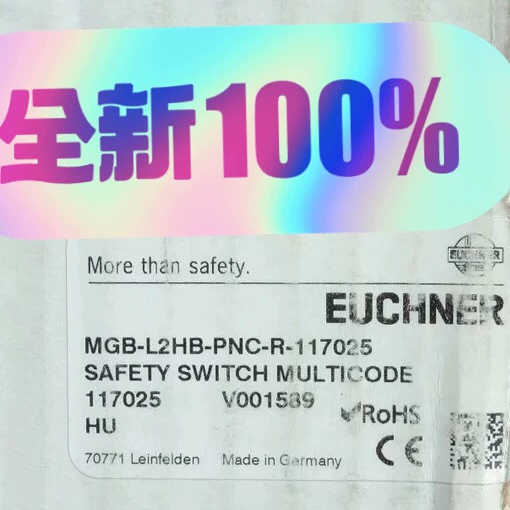 全新100%
More than safety.
EUCHNER
EUCHNER
MGB-L2HB-PNC-R-117025
SAFETY SWITCH MULTICODE
117025 V001589
RoHS
HU
CE
70771 Leinfelden Made in Germany